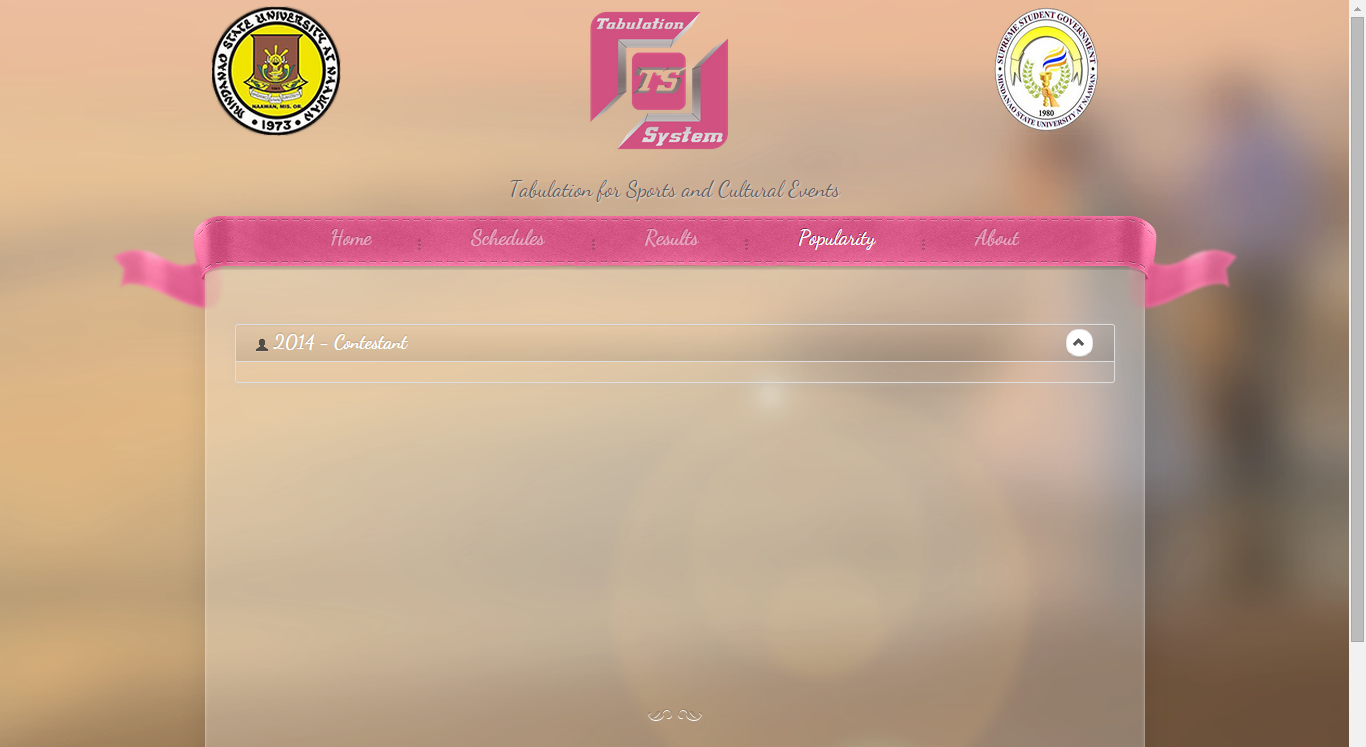 MINDANAO STATE UNIVERSITY AT NAAWAN
NAAWAN, MIS. OR.
1973
Tabulation
TS
System
SUPREME STUDENT GOVERNMENT
1980
MINDANAO STATE UNIVERSITY AT NAAWAN
Tabulation for Sports and Cultural Events
Home
Schedules
Results
Popularity
About
2014 - Contestant